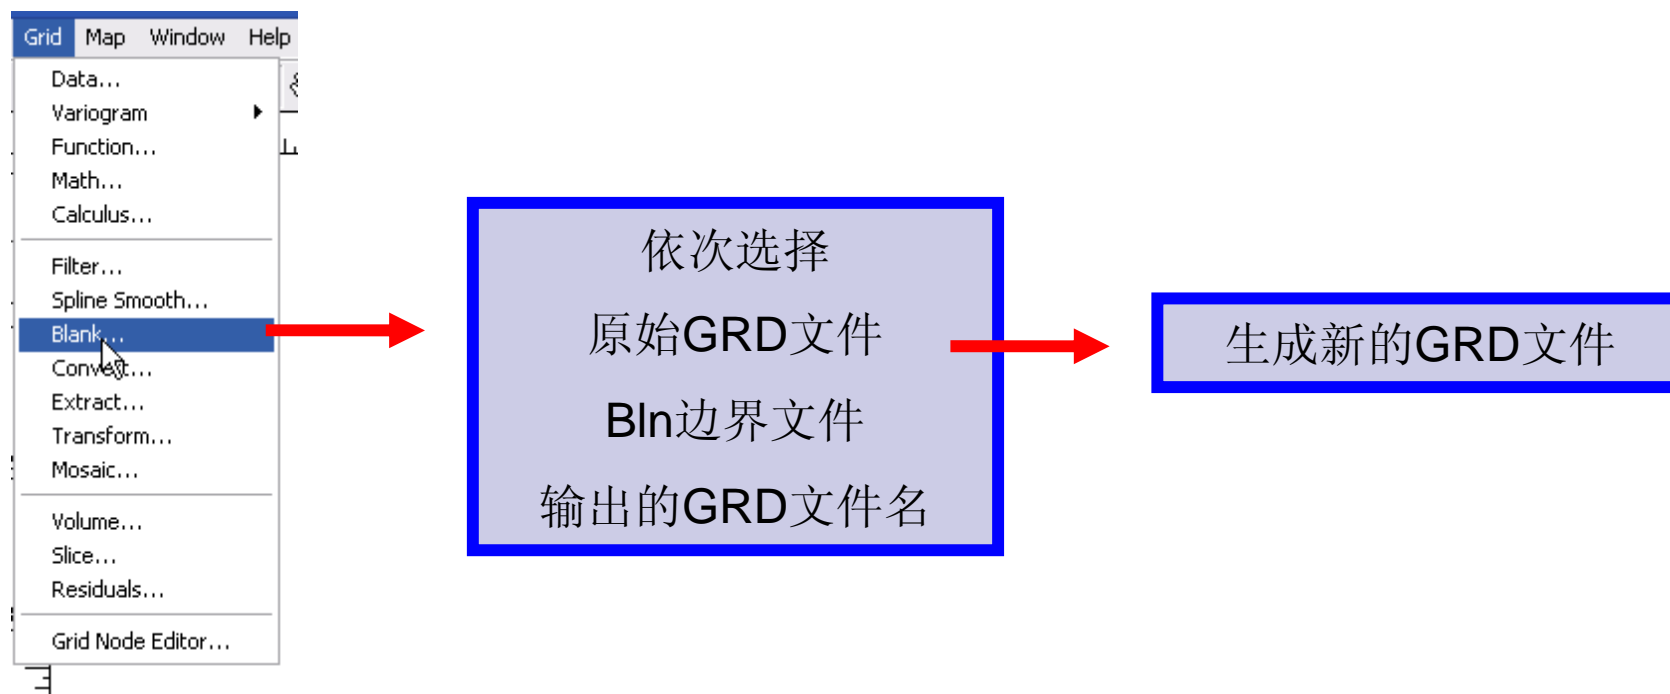 Grid Map Window Help
Data...
Variogram
Function...
Math...
Calculus...
Filter...
Spline Smooth...
Blank...
Convert...
Extract...
Transform...
Mosaic...
Volume...
Slice...
Residuals...
Grid Node Editor...
依次选择
原始GRD文件
Bln边界文件
输出的GRD文件名
生成新的GRD文件